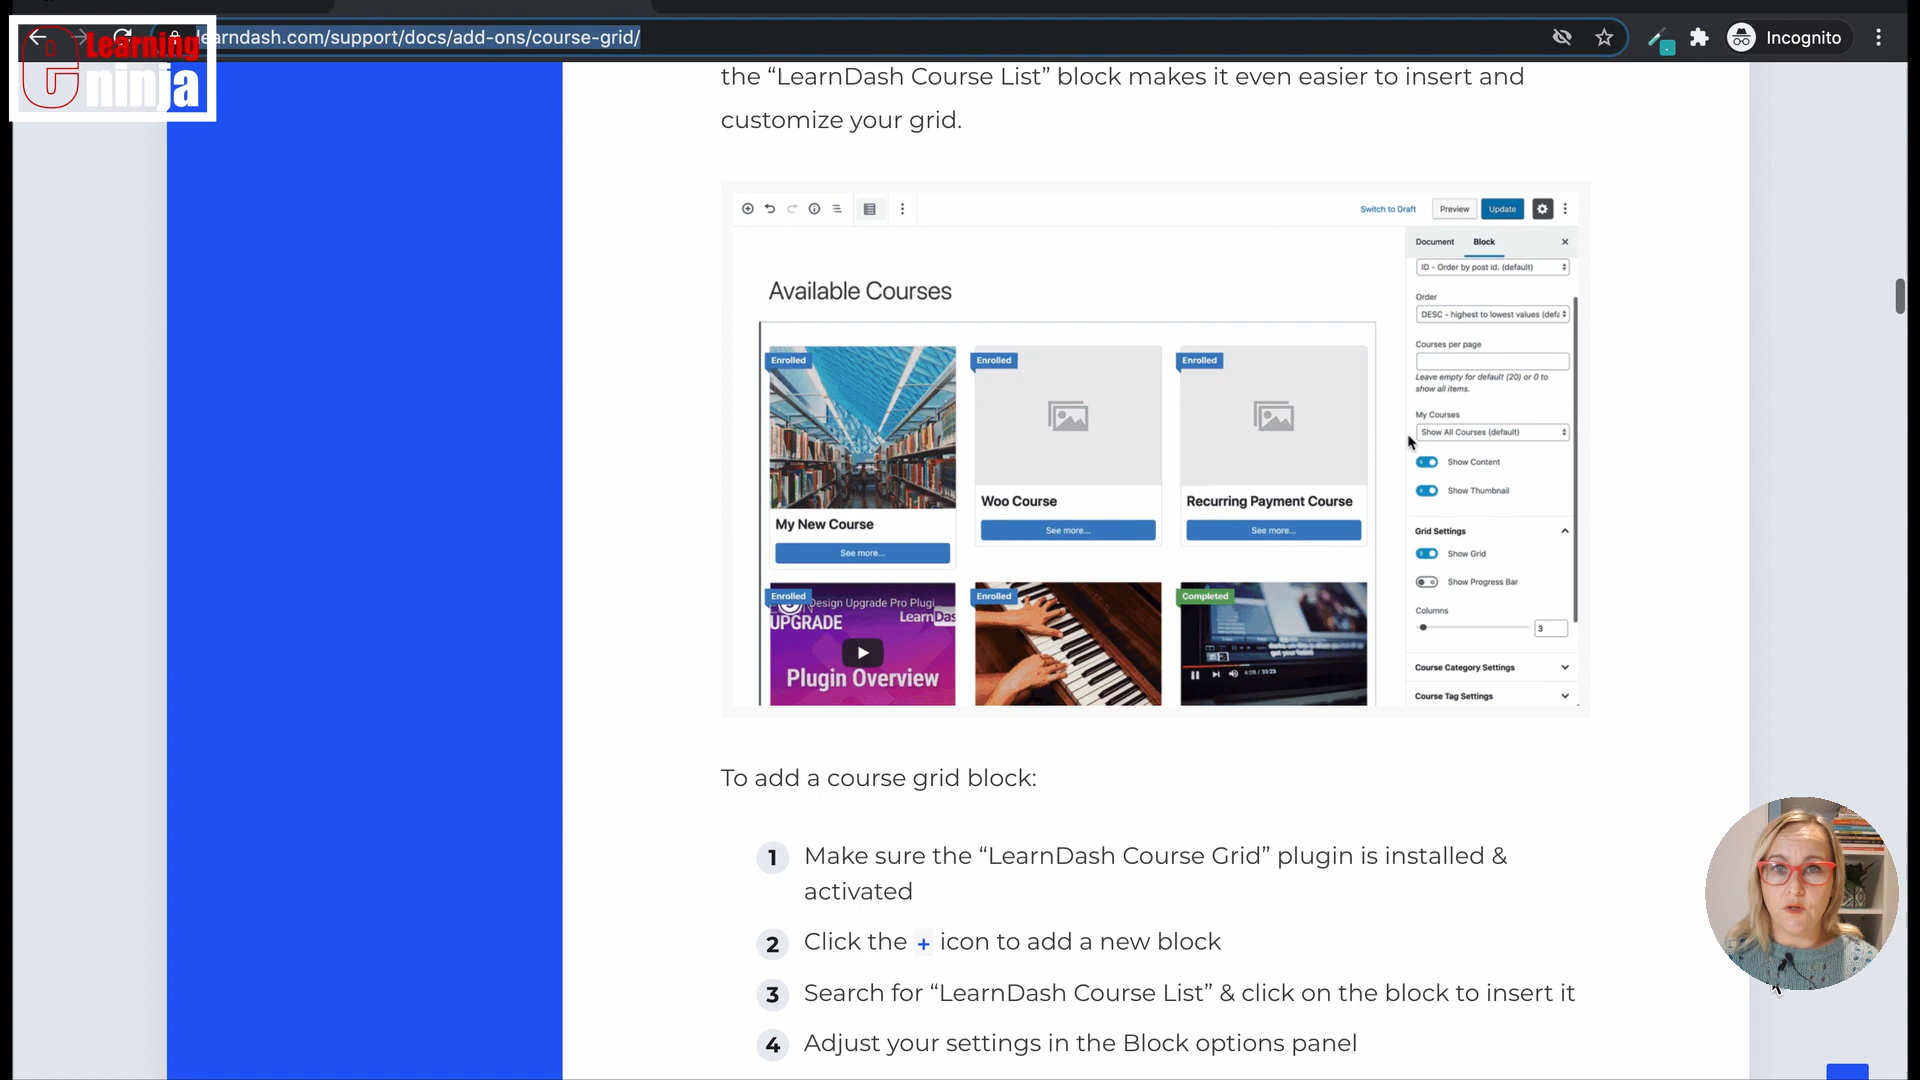 Learning
ninja
learndash.com/support/docs/add-ons/course-grid/
Incognito
the “LearnDash Course List” block makes it even easier to insert and
customize your grid.
Switch to Draft
Preview
Update
Document
Block
ID - Order by post id. (default)
Available Courses
Order
DESC - highest to lowest values (defa
Courses per page
Leave empty for default (20) or 0 to
show all items.
My Courses
Show All Courses (default)
Show Content
Show Thumbnail
Grid Settings
Show Grid
Show Progress Bar
Columns
3
Course Category Settings
Course Tag Settings
Enrolled
Enrolled
Enrolled
My New Course
See more...
Woo Course
See more...
Recurring Payment Course
See more...
Enrolled
Design Upgrade Pro Plugi
UPGRADE
LearnDas
Plugin Overview
Enrolled
Completed
4:08 / 33:23
To add a course grid block:
1 Make sure the “LearnDash Course Grid” plugin is installed &
activated
2 Click the + icon to add a new block
3 Search for “LearnDash Course List” & click on the block to insert it
4 Adjust your settings in the Block options panel